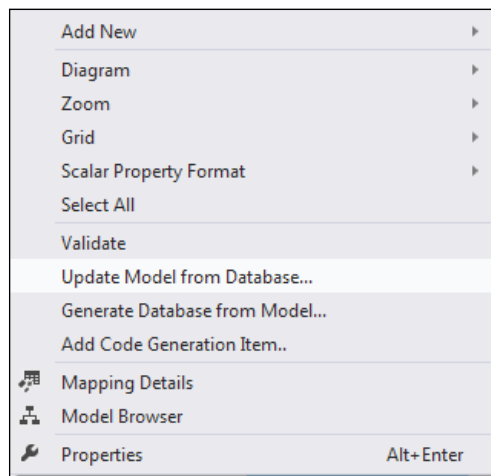 Add New
Diagram
Zoom
Grid
Scalar Property Format
Select All
Validate
Update Model from Database...
Generate Database from Model...
Add Code Generation Item..
Mapping Details
Model Browser
Properties Alt+Enter